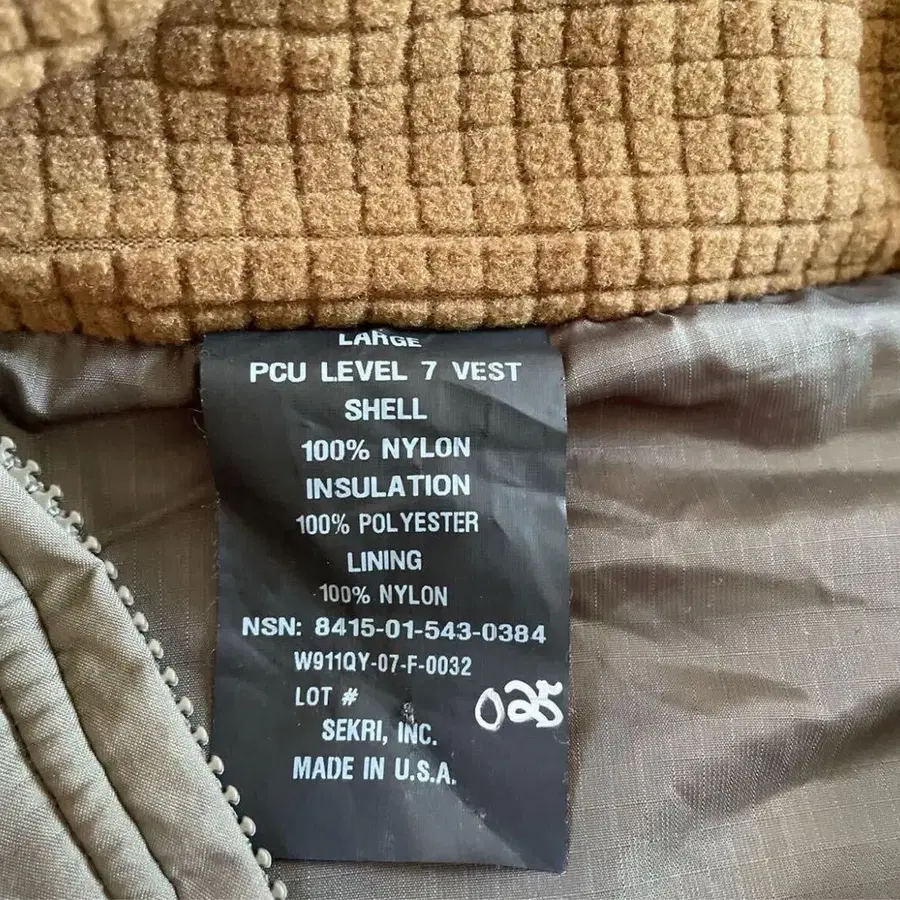 LARGE
PCU LEVEL 7 VEST
SHELL
100% NYLON
INSULATION
100% POLYESTER
LINING
100% NYLON
NSN: 8415-01-543-0384
W911QY-07-F-0032
LOT # 025
SEKRI, INC.
MADE IN U.S.A.